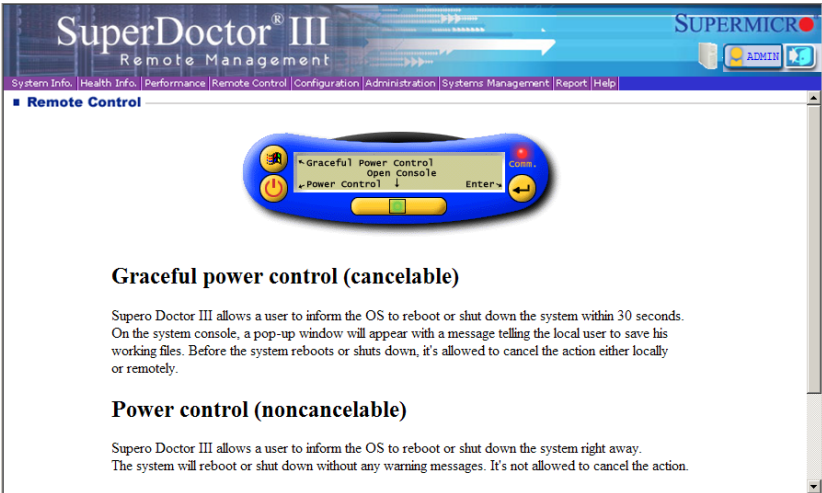 SuperDoctor® III
Remote Management
SUPERMICRO
ADMIN
System Info. Health Info. Performance Remote Control Configuration Administration Systems Management Report Help
Remote Control
Graceful Power Control
Open Console
Power Control ↓ Enter
Comm.
Graceful power control (cancelable)
Supero Doctor III allows a user to inform the OS to reboot or shut down the system within 30 seconds.
On the system console, a pop-up window will appear with a message telling the local user to save his
working files. Before the system reboots or shuts down, it's allowed to cancel the action either locally
or remotely.
Power control (noncancelable)
Supero Doctor III allows a user to inform the OS to reboot or shut down the system right away.
The system will reboot or shut down without any warning messages. It's not allowed to cancel the action.